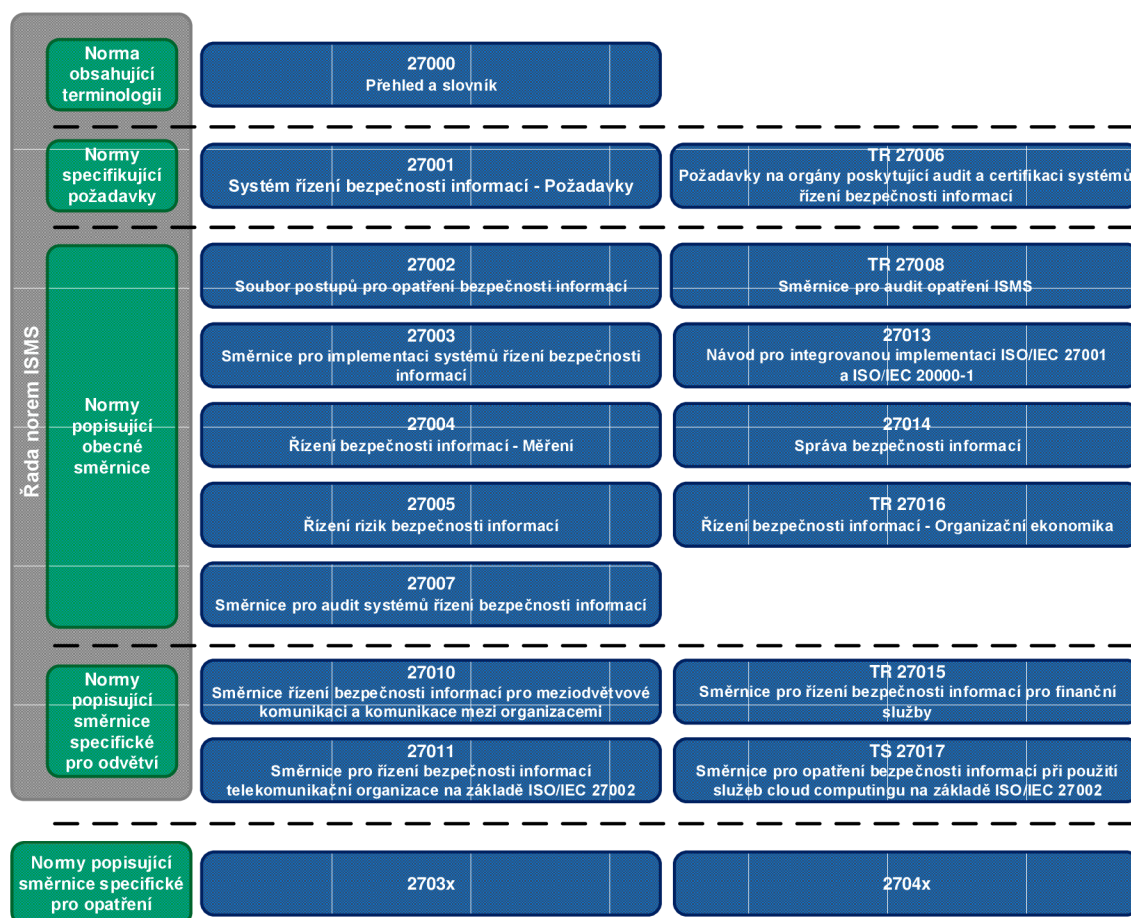 Řada norem ISMS
Norma
obsahující
terminologii
27000
Přehled a slovník
Normy
specifikující
požadavky
27001
Systém řízení bezpečnosti informací - Požadavky
TR 27006
Požadavky na orgány poskytující audit a certifikaci systémů
řízení bezpečnosti informací
Normy
popisující
obecné
směrnice
27002
Soubor postupů pro opatření bezpečnosti informací
TR 27008
Směrnice pro audit opatření ISMS
27003
Směrnice pro implementaci systémů řízení bezpečnosti
informací
27013
Návod pro integrovanou implementaci ISO/IEC 27001
a ISO/IEC 20000-1
27004
Řízení bezpečnosti informací - Měření
27014
Správa bezpečnosti informací
27005
Řízení rizik bezpečnosti informací
TR 27016
Řízení bezpečnosti informací - Organizační ekonomika
27007
Směrnice pro audit systémů řízení bezpečnosti informací
Normy
popisující
směrnice
specifické
pro odvětví
27010
Směrnice řízení bezpečnosti informací pro meziodvětvové
komunikaci a komunikace mezi organizacemi
TR 27015
Směrnice pro řízení bezpečnosti informací pro finanční
služby
27011
Směrnice pro řízení bezpečnosti informací
telekomunikační organizace na základě ISO/IEC 27002
TS 27017
Směrnice pro opatření bezpečnosti informací při použití
služeb cloud computingu na základě ISO/IEC 27002
Normy popisující
směrnice specifické
pro opatření
2703x
2704x